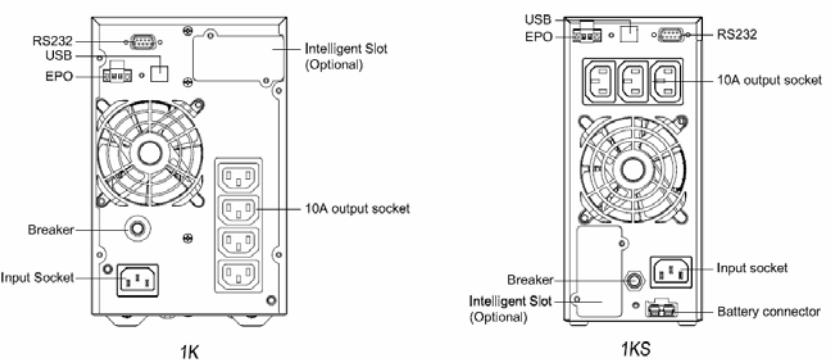 RS232
USB
EPO
Intelligent Slot
(Optional)
10A output socket
Breaker
Input Socket
1K
USB
EPO
RS232
10A output socket
Breaker
Input socket
Intelligent Slot
(Optional)
Battery connector
1KS